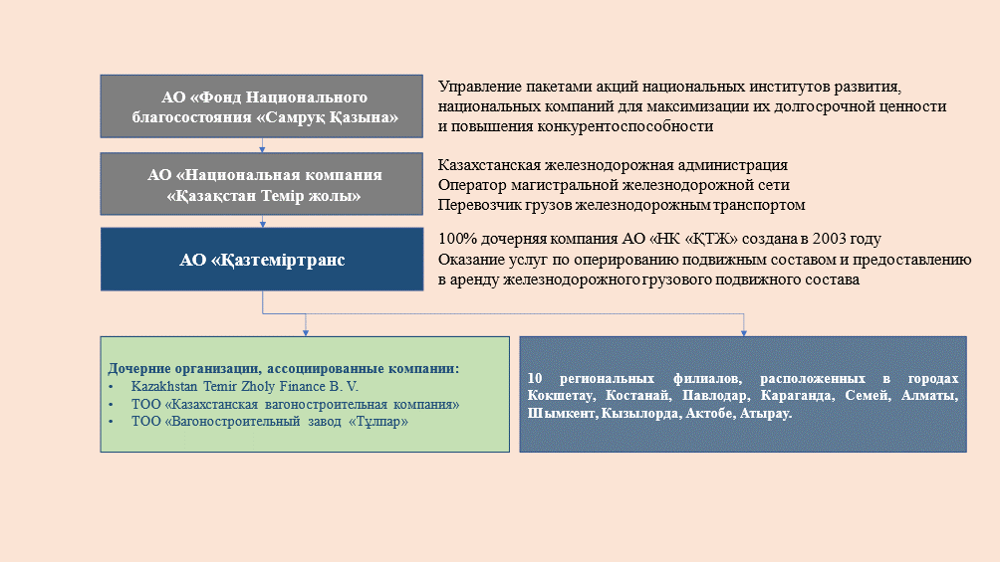 АО «Фонд Национального
благосостояния «Самруқ Қазына»
Управление пакетами акций национальных институтов развития,
национальных компаний для максимизации их долгосрочной ценности
и повышения конкурентоспособности
АО «Национальная компания
«Қазақстан Темір жолы»
Казахстанская железнодорожная администрация
Оператор магистральной железнодорожной сети
Перевозчик грузов железнодорожным транспортом
АО «Қазтеміртранс
100% дочерняя компания АО «НК «ҚТЖ» создана в 2003 году
Оказание услуг по оперированию подвижным составом и предоставлению
в аренду железнодорожного грузового подвижного состава
Дочерние организации, ассоциированные компании:
• Kazakhstan Temir Zholy Finance B. V.
• ТОО «Казахстанская вагоностроительная компания»
• ТОО «Вагоностроительный завод «Тұлпар»
10 региональных филиалов, расположенных в городах
Кокшетау, Костанай, Павлодар, Караганда, Семей, Алматы,
Шымкент, Кызылорда, Актобе, Атырау.